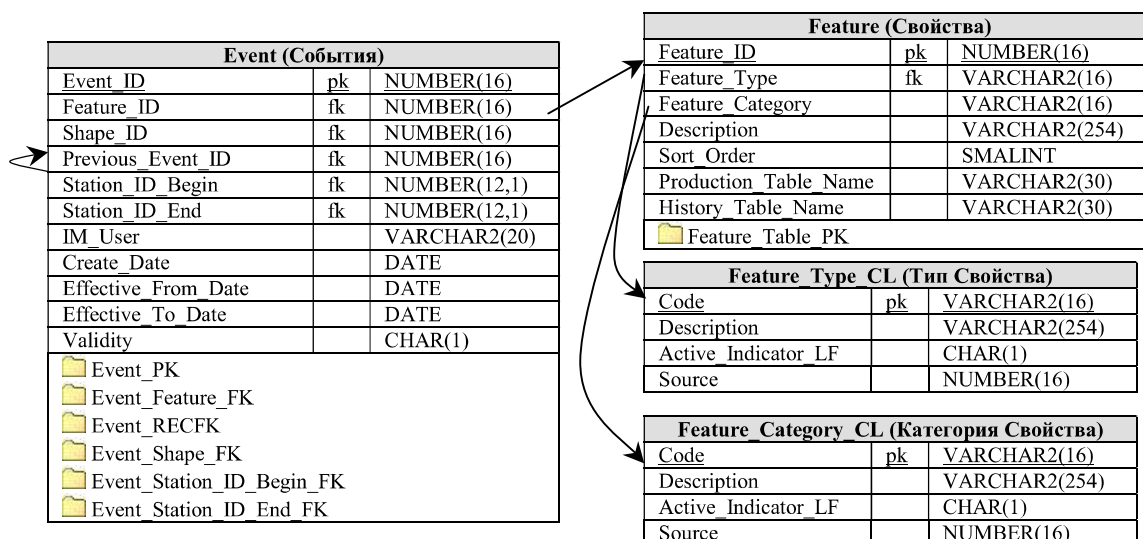 Event (События)
Event_ID pk NUMBER(16)
Feature_ID fk NUMBER(16)
Shape_ID fk NUMBER(16)
Previous_Event_ID fk NUMBER(16)
Station_ID_Begin fk NUMBER(12,1)
Station_ID_End fk NUMBER(12,1)
IM_User VARCHAR2(20)
Create_Date DATE
Effective_From_Date DATE
Effective_To_Date DATE
Validity CHAR(1)
Event_PK
Event_Feature_FK
Event_RECFK
Event_Shape_FK
Event_Station_ID_Begin_FK
Event_Station_ID_End_FK
Feature (Свойства)
Feature_ID pk NUMBER(16)
Feature_Type fk VARCHAR2(16)
Feature_Category VARCHAR2(16)
Description VARCHAR2(254)
Sort_Order SMALINT
Production_Table_Name VARCHAR2(30)
History_Table_Name VARCHAR2(30)
Feature_Table_PK
Feature_Type_CL (Тип Свойства)
Code pk VARCHAR2(16)
Description VARCHAR2(254)
Active_Indicator_LF CHAR(1)
Source NUMBER(16)
Feature_Category_CL (Категория Свойства)
Code pk VARCHAR2(16)
Description VARCHAR2(254)
Active_Indicator_LF CHAR(1)
Source NUMBER(16)